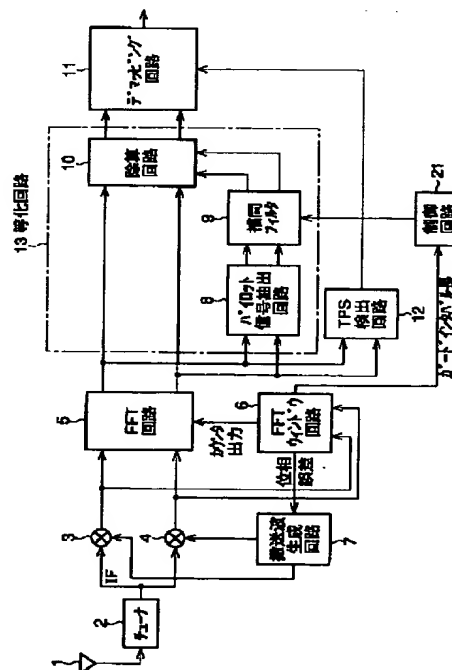 1
2
チューナ
IF
3
4
5
FFT
回路
カウンタ
出力
6
FFT
ウィンドウ
回路
位相
誤差
搬送波
生成
回路
7
13 等化回路
8
パイロット
信号抽出
回路
9
補間
フィルタ
10
除算
回路
11
デマッピング
回路
TPS
検出
回路
12
21
制御
回路
ガードインタバル長